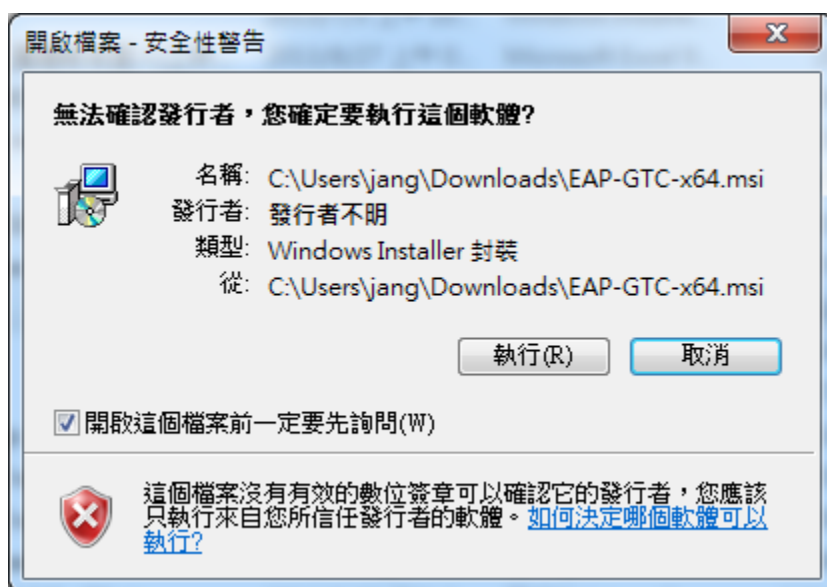 開啟檔案 - 安全性警告
無法確認發行者，您確定要執行這個軟體?
名稱: C:\Users\jang\Downloads\EAP-GTC-x64.msi
發行者: 發行者不明
類型: Windows Installer 封裝
從: C:\Users\jang\Downloads\EAP-GTC-x64.msi
執行(R) 取消
開啟這個檔案前一定要先詢問(W)
這個檔案沒有有效的數位簽章可以確認它的發行者，您應該
只執行來自您所信任發行者的軟體。如何決定哪個軟體可以
執行?